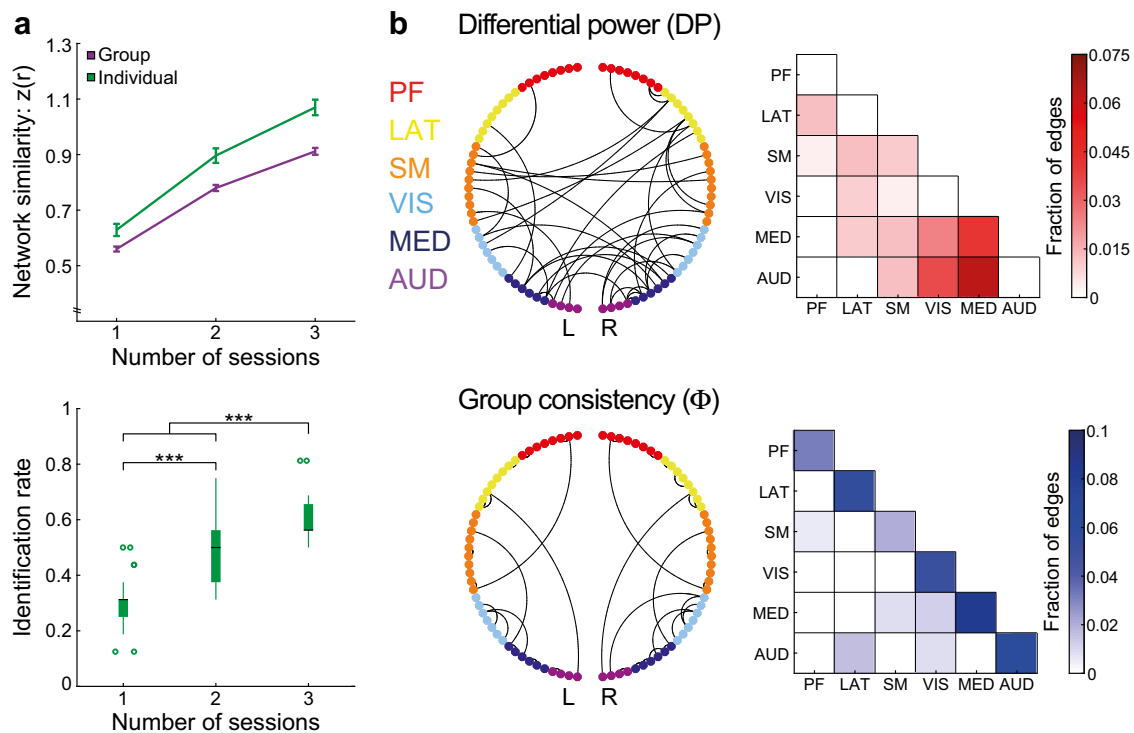 a
Network similarity: z(r)
1.3
1.1
0.9
0.7
0.5
Group
Individual
1
2
3
Number of sessions
Identification rate
1
0.8
0.6
0.4
0.2
0
***
***
1
2
3
Number of sessions
b
Differential power (DP)
PF
LAT
SM
VIS
MED
AUD
L
R
PF
LAT
SM
VIS
MED
AUD
PF
LAT
SM
VIS
MED
AUD
Fraction of edges
0.075
0.06
0.045
0.03
0.015
0
Group consistency (Φ)
L
R
PF
LAT
SM
VIS
MED
AUD
PF
LAT
SM
VIS
MED
AUD
Fraction of edges
0.1
0.08
0.06
0.04
0.02
0